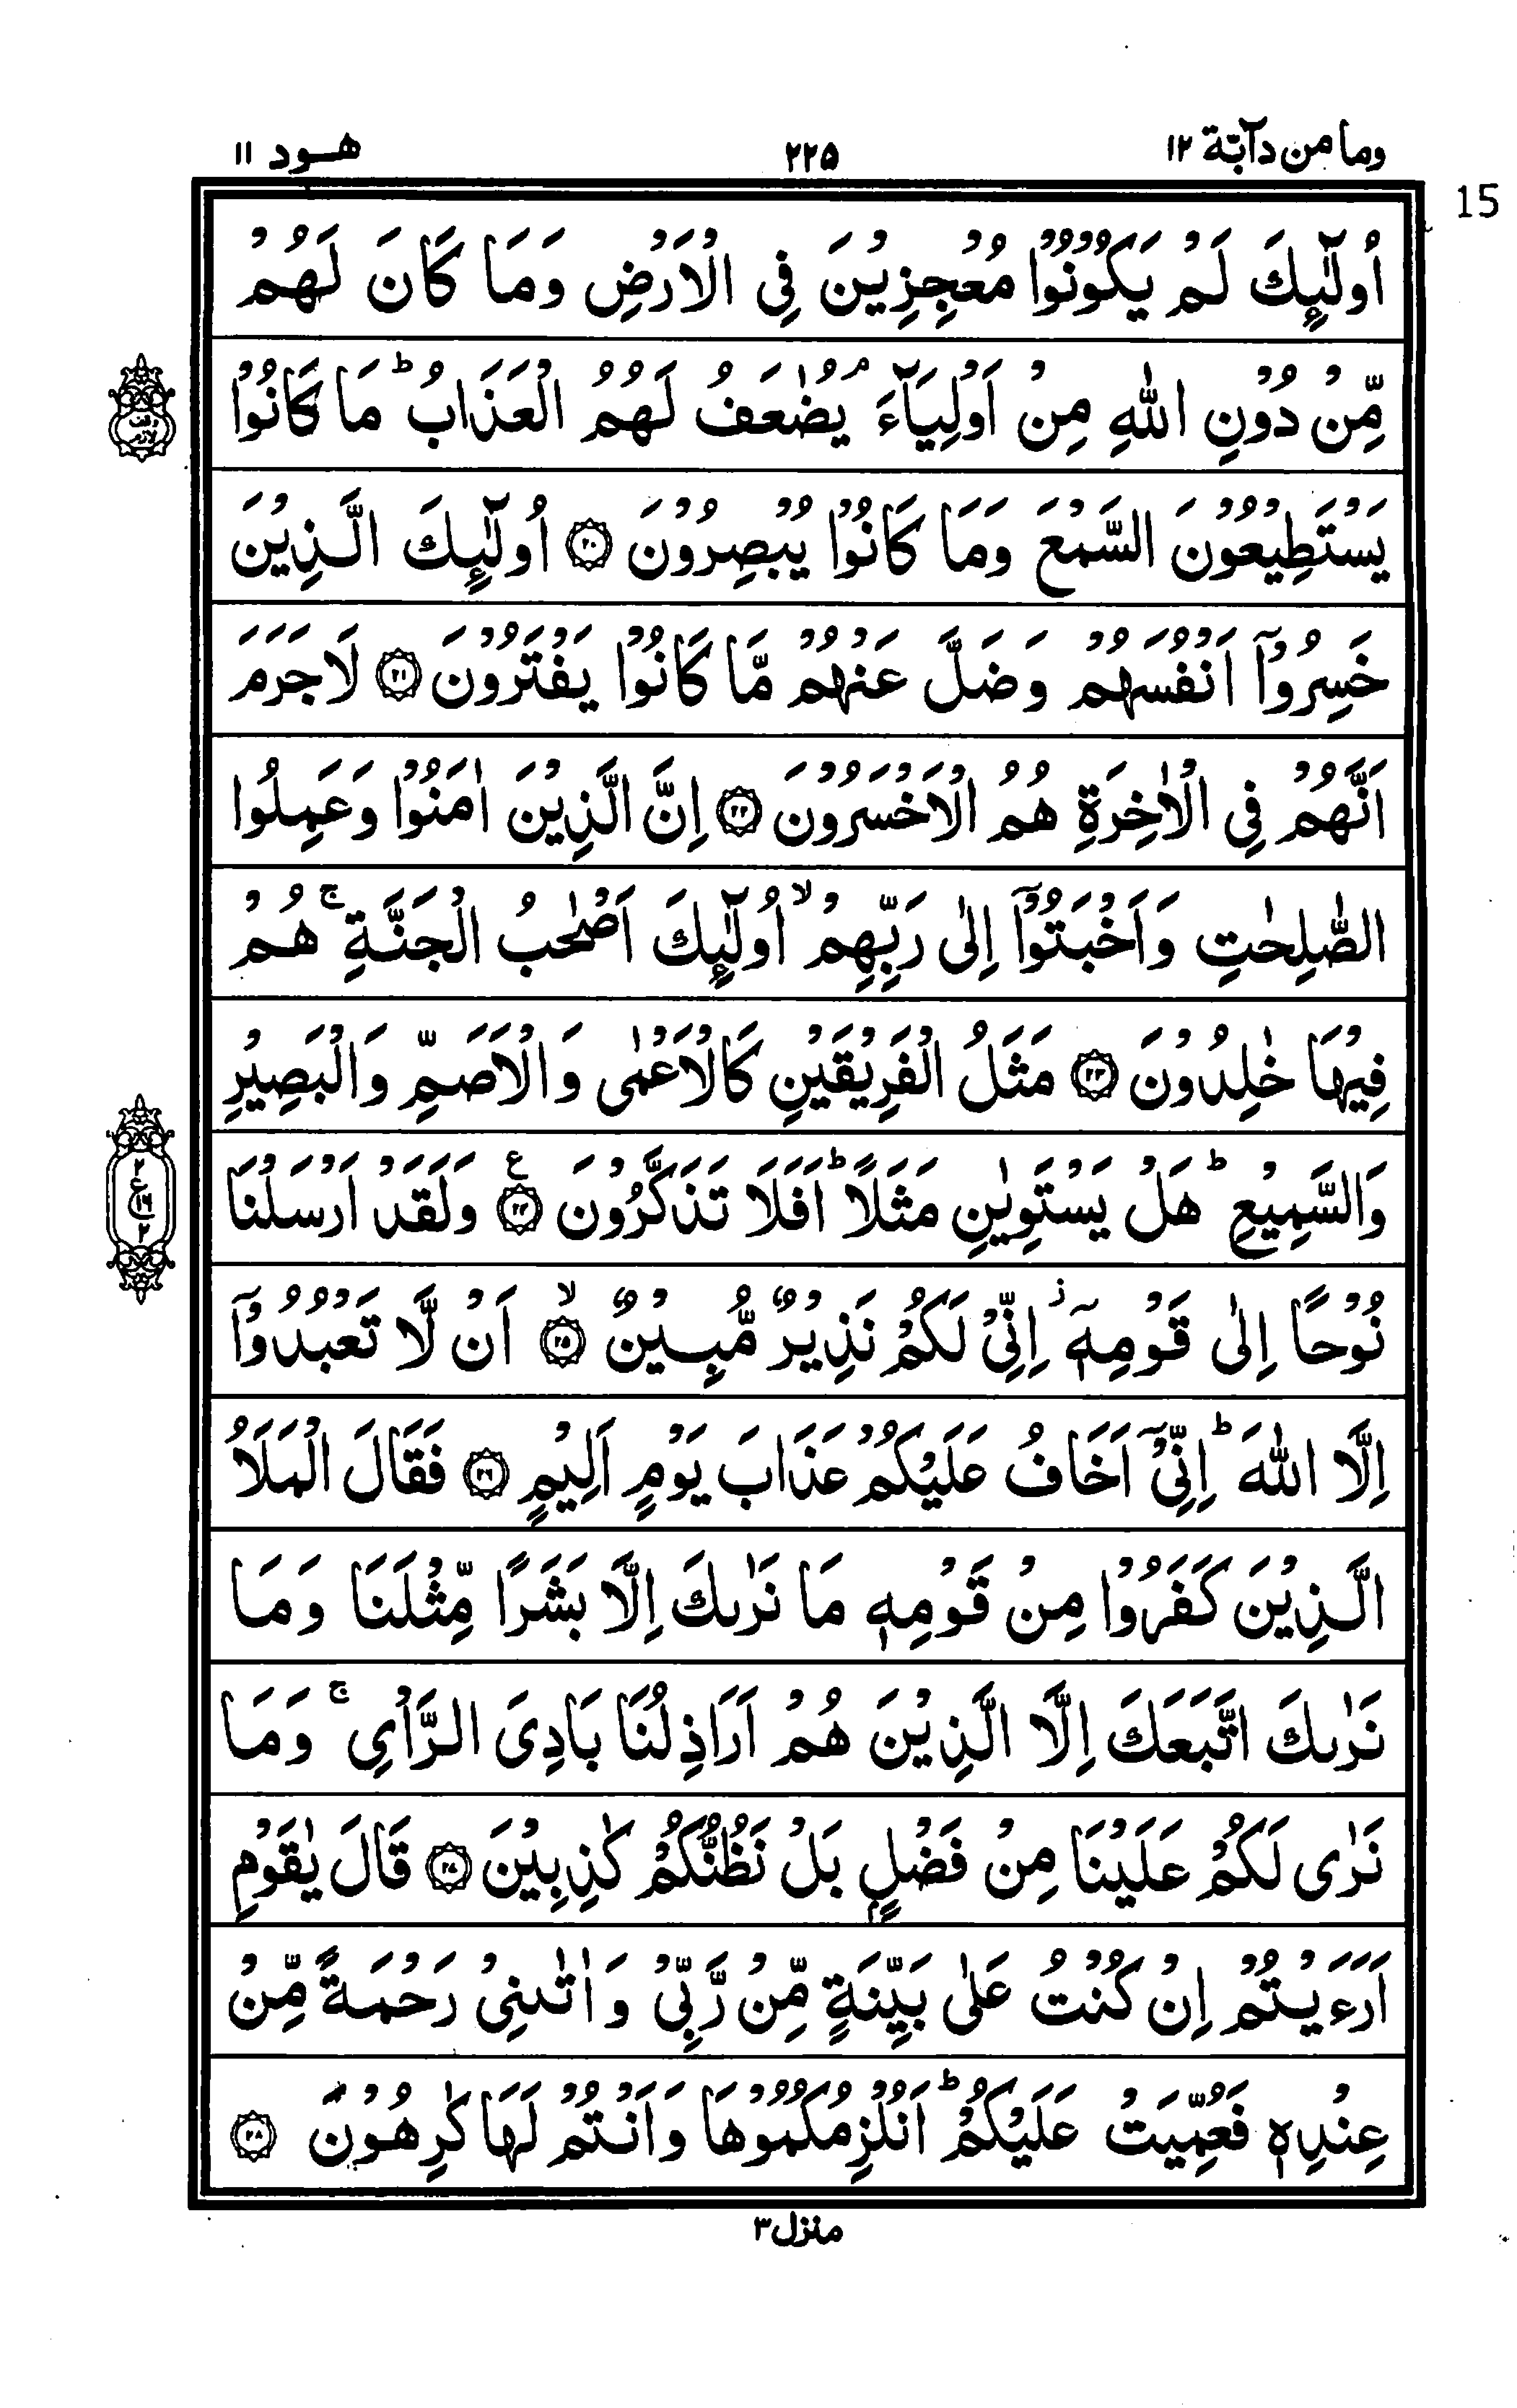 وما من دآبّة ۱۲
۲۲۵
هود ۱۱
15
اُولٰٓئِكَ لَمْ يَكُوْنُوْا مُعْجِزِيْنَ فِى الْاَرْضِ وَمَا كَانَ لَهُمْ
مِّنْ دُوْنِ اللّٰهِ مِنْ اَوْلِيَآءَ ۘ يُضٰعَفُ لَهُمُ الْعَذَابُ ؕ مَا كَانُوْا
يَسْتَطِيْعُوْنَ السَّمْعَ وَمَا كَانُوْا يُبْصِرُوْنَ ۝۲۰ اُولٰٓئِكَ الَّذِيْنَ
خَسِرُوْٓا اَنْفُسَهُمْ وَضَلَّ عَنْهُمْ مَّا كَانُوْا يَفْتَرُوْنَ ۝۲۱ لَا جَرَمَ
اَنَّهُمْ فِى الْاٰخِرَةِ هُمُ الْاَخْسَرُوْنَ ۝۲۲ اِنَّ الَّذِيْنَ اٰمَنُوْا وَعَمِلُوا
الصّٰلِحٰتِ وَاَخْبَتُوْٓا اِلٰى رَبِّهِمْ ۙ اُولٰٓئِكَ اَصْحٰبُ الْجَنَّةِ ۚ هُمْ
فِيْهَا خٰلِدُوْنَ ۝۲۳ مَثَلُ الْفَرِيْقَيْنِ كَالْاَعْمٰى وَالْاَصَمِّ وَالْبَصِيْرِ
وَالسَّمِيْعِ ؕ هَلْ يَسْتَوِيٰنِ مَثَلًا ؕ اَفَلَا تَذَكَّرُوْنَ ۝۲۴ ع وَلَقَدْ اَرْسَلْنَا
نُوْحًا اِلٰى قَوْمِهٖٓ ز اِنِّىْ لَكُمْ نَذِيْرٌ مُّبِيْنٌ ۝۲۵ ۙ اَنْ لَّا تَعْبُدُوْٓا
اِلَّا اللّٰهَ ؕ اِنِّىْٓ اَخَافُ عَلَيْكُمْ عَذَابَ يَوْمٍ اَلِيْمٍ ۝۲۶ فَقَالَ الْمَلَاُ
الَّذِيْنَ كَفَرُوْا مِنْ قَوْمِهٖ مَا نَرٰىكَ اِلَّا بَشَرًا مِّثْلَنَا وَمَا
نَرٰىكَ اتَّبَعَكَ اِلَّا الَّذِيْنَ هُمْ اَرَاذِلُنَا بَادِىَ الرَّاْىِ ۚ وَمَا
نَرٰى لَكُمْ عَلَيْنَا مِنْ فَضْلٍۭ بَلْ نَظُنُّكُمْ كٰذِبِيْنَ ۝۲۷ قَالَ يٰقَوْمِ
اَرَءَيْتُمْ اِنْ كُنْتُ عَلٰى بَيِّنَةٍ مِّنْ رَّبِّىْ وَاٰتٰىنِىْ رَحْمَةً مِّنْ
عِنْدِهٖ فَعُمِّيَتْ عَلَيْكُمْ ؕ اَنُلْزِمُكُمُوْهَا وَاَنْتُمْ لَهَا كٰرِهُوْنَ ۝۲۸
وقف لازم
۲
ع
۱۶
۲
منزل ۳